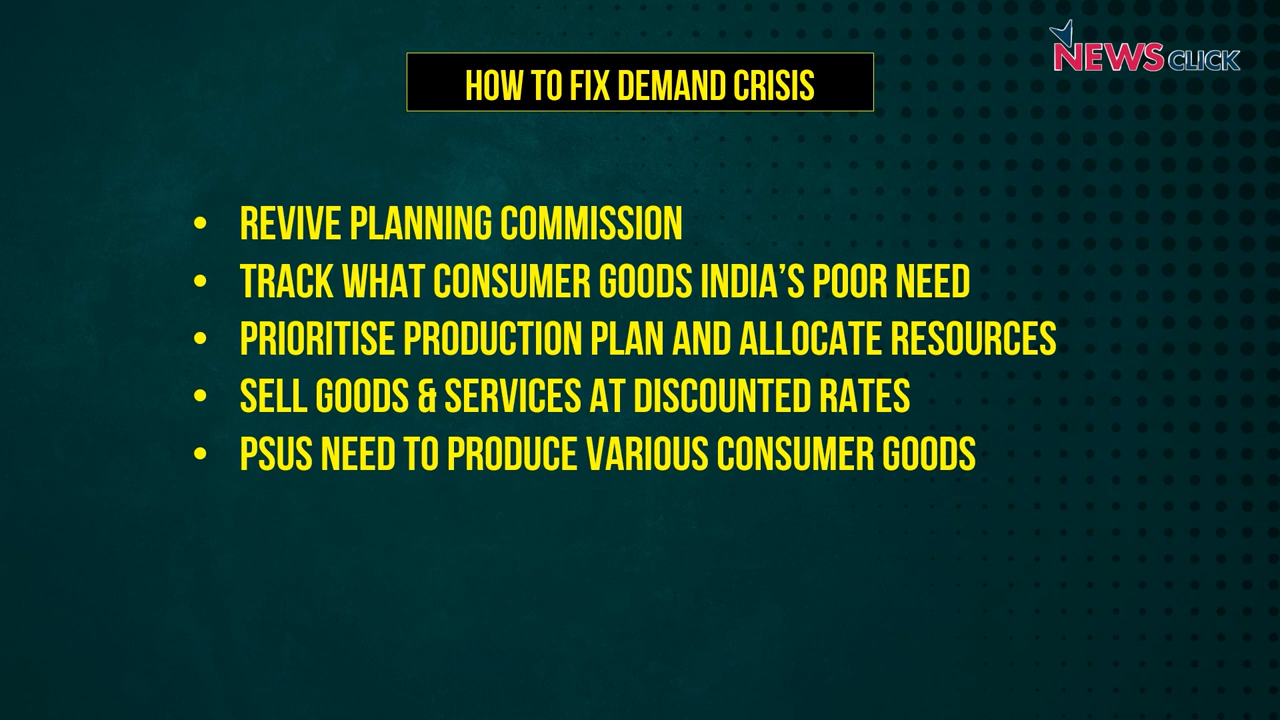 NEWSCLICK
HOW TO FIX DEMAND CRISIS
• REVIVE PLANNING COMMISSION
• TRACK WHAT CONSUMER GOODS INDIA'S POOR NEED
• PRIORITISE PRODUCTION PLAN AND ALLOCATE RESOURCES
• SELL GOODS & SERVICES AT DISCOUNTED RATES
• PSUS NEED TO PRODUCE VARIOUS CONSUMER GOODS